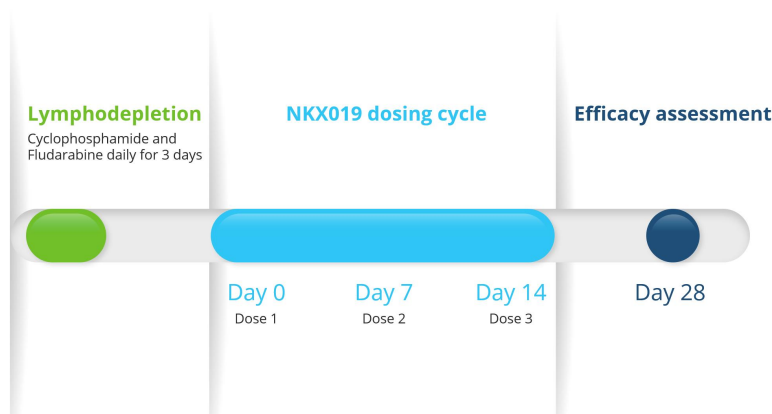 Lymphodepletion
Cyclophosphamide and
Fludarabine daily for 3 days
NKX019 dosing cycle
Efficacy assessment
Day 0
Dose 1
Day 7
Dose 2
Day 14
Dose 3
Day 28